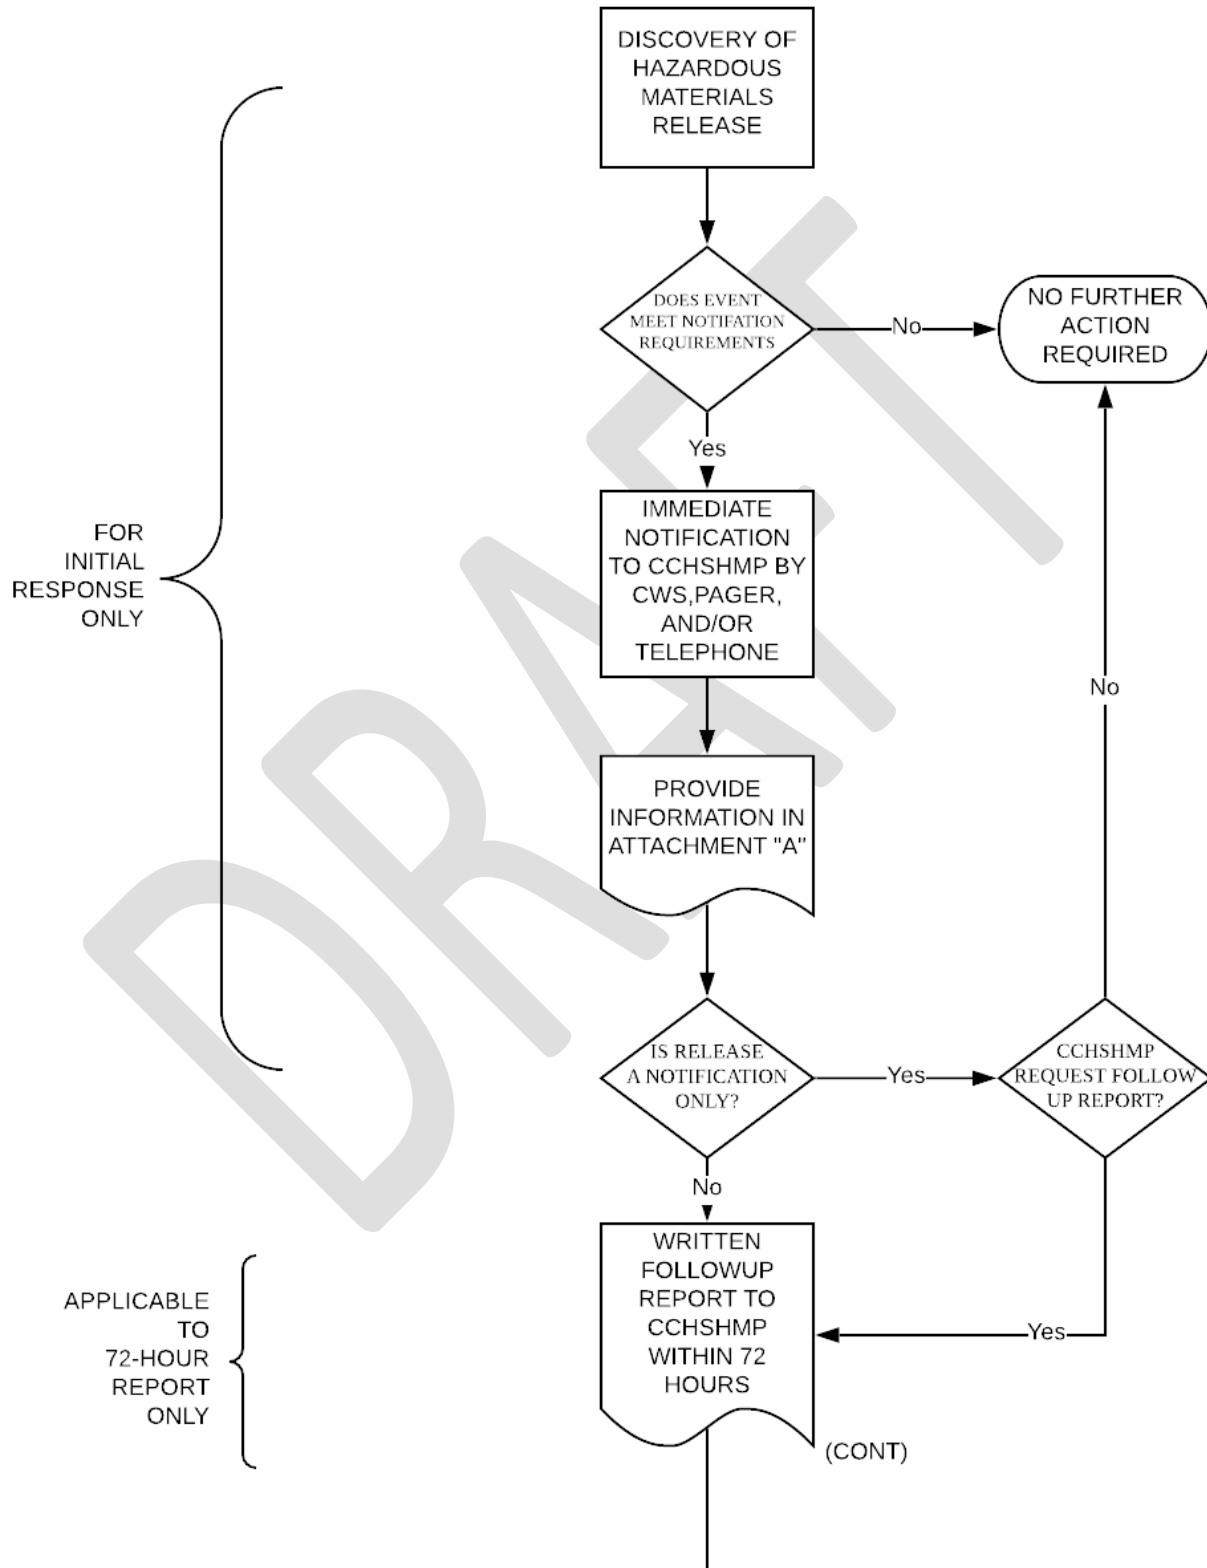 DISCOVERY OF
HAZARDOUS
MATERIALS
RELEASE
DOES EVENT
MEET NOTIFATION
REQUIREMENTS
No
NO FURTHER
ACTION
REQUIRED
Yes
IMMEDIATE
NOTIFICATION
TO CCHSHMP BY
CWS,PAGER,
AND/OR
TELEPHONE
FOR
INITIAL
RESPONSE
ONLY
No
PROVIDE
INFORMATION IN
ATTACHMENT "A"
IS RELEASE
A NOTIFICATION
ONLY?
Yes
CCHSHMP
REQUEST FOLLOW
UP REPORT?
No
WRITTEN
FOLLOWUP
REPORT TO
CCHSHMP
WITHIN 72
HOURS
Yes
APPLICABLE
TO
72-HOUR
REPORT
ONLY
(CONT)
DRAFT